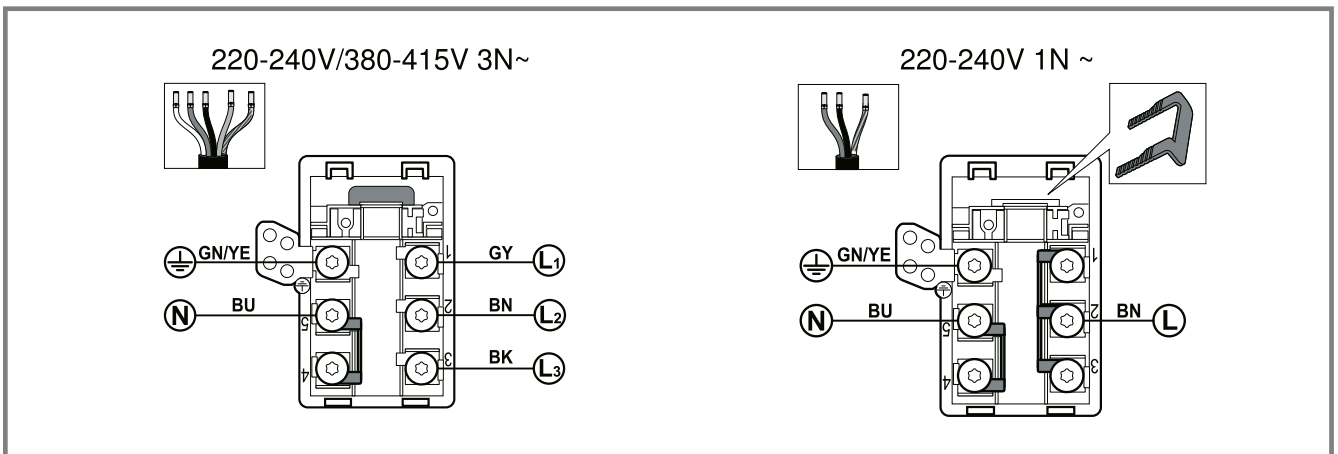 220-240V/380-415V 3N~
GN/YE
N
BU
1
2
3
5
4
GY
L1
BN
L2
BK
L3
220-240V 1N ~
GN/YE
N
BU
1
2
3
5
4
BN
L